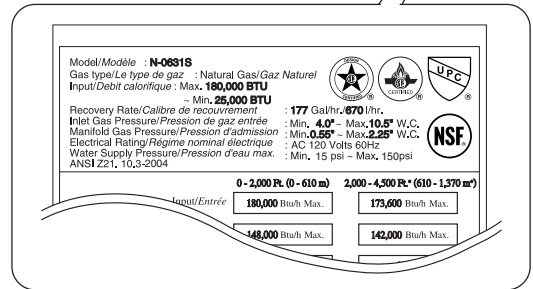 Model/Modèle : N-0631S
Gas type/Le type de gaz : Natural Gas/Gaz Naturel
Input/Debit calorifique : Max. 180,000 BTU
~ Min. 25,000 BTU
Recovery Rate/Calibre de recouvrement : 177 Gal/hr./670 l/hr.
Inlet Gas Pressure/Pression de gaz entrée : Min. 4.0" ~ Max.10.5" W.C.
Manifold Gas Pressure/Pression d'admission : Min.0.55" ~ Max.2.25" W.C.
Electrical Rating/Régime nominal électrique : AC 120 Volts 60Hz
Water Supply Pressure/Pression d'eau max. : Min. 15 psi ~ Max. 150psi
ANSI Z21. 10.3-2004
DESIGN CERTIFIED ®
CERTIFIED ®
UPC ®
NSF.
0 - 2,000 Ft. (0 - 610 m) 2,000 - 4,500 Ft.* (610 - 1,370 m*)
Input/Entrée 180,000 Btu/h Max. 173,600 Btu/h Max.
148,000 Btu/h Max. 142,000 Btu/h Max.